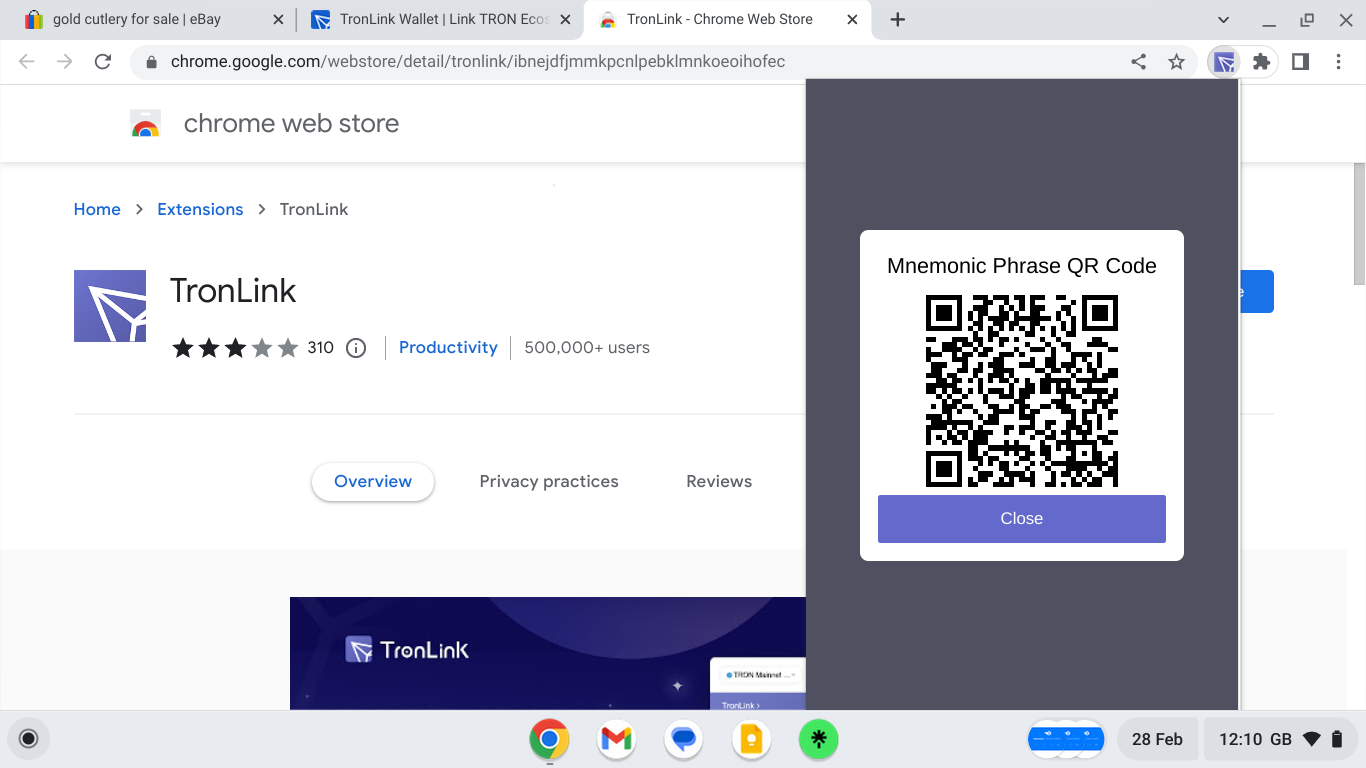 gold cutlery for sale | eBay
TronLink Wallet | Link TRON Ecos
TronLink - Chrome Web Store
chrome.google.com/webstore/detail/tronlink/ibnejdfjmmkpcnlpebklmnkoeoihofec
chrome web store
Home
Extensions
TronLink
TronLink
310
Productivity
500,000+ users
Overview
Privacy practices
Reviews
TronLink
TRON Mainnet ...
TronLink >
Mnemonic Phrase QR Code
Close
28 Feb
12:10 GB